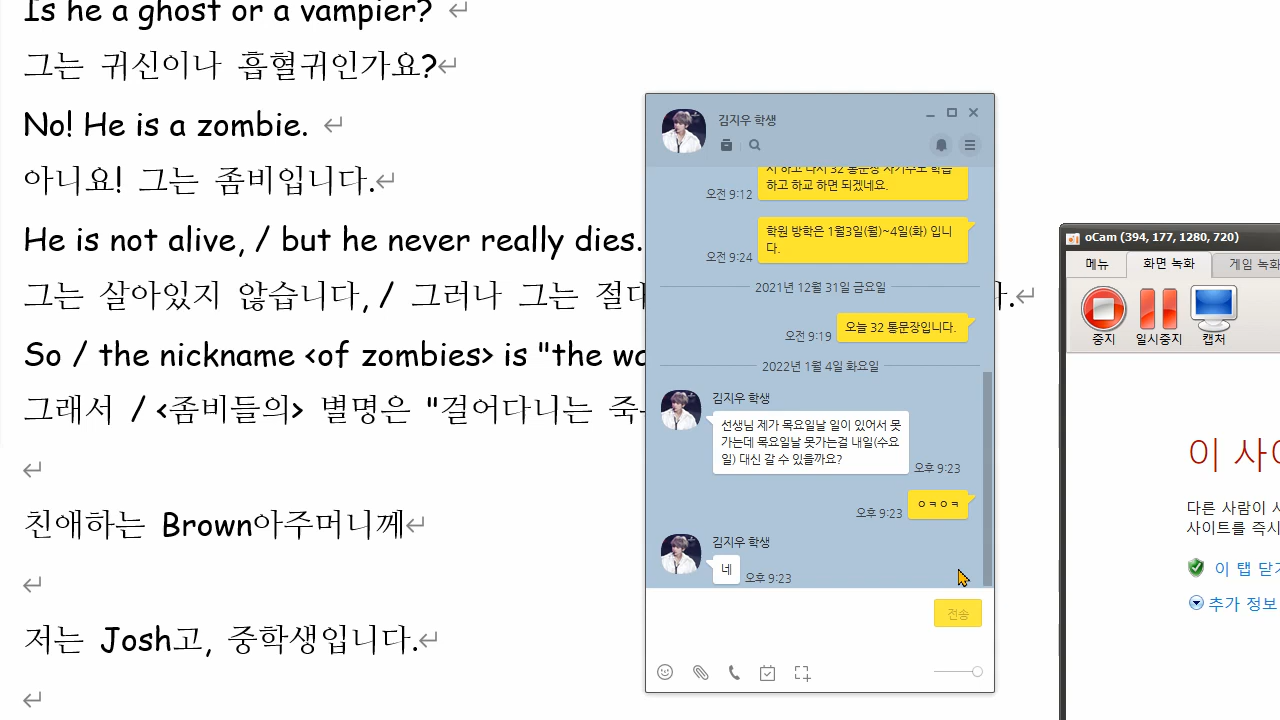 Is he a ghost or a vampier? ↵
그는 귀신이나 흡혈귀인가요?↵
No! He is a zombie. ↵
아니요! 그는 좀비입니다.↵
He is not alive, / but he never really dies.
그는 살아있지 않습니다, / 그러나 그는 절대
.↵
So / the nickname <of zombies> is "the wa
그래서 / <좀비들의> 별명은 "걸어다니는 죽
↵
친애하는 Brown아주머니께↵
↵
저는 Josh고, 중학생입니다.↵
↵
김지우 학생
하고 하교 하면 되겠네요.
오전 9:12
학원 방학은 1월3일(월)~4일(화) 입니
다.
오전 9:24
2021년 12월 31일 금요일
오늘 32 통문장입니다.
오전 9:19
2022년 1월 4일 화요일
김지우 학생
선생님 제가 목요일날 일이 있어서 못
가는데 목요일날 못가는걸 내일(수요
일) 대신 갈 수 있을까요?
오후 9:23
ㅇㅋㅇㅋ
오후 9:23
김지우 학생
네
오후 9:23
전송
oCam (394, 177, 1280, 720)
메뉴
화면 녹화
게임 녹화
중지
일시중지
캡처
이 사이
다른 사람이 사
사이트를 즉시
이 탭 닫기
추가 정보